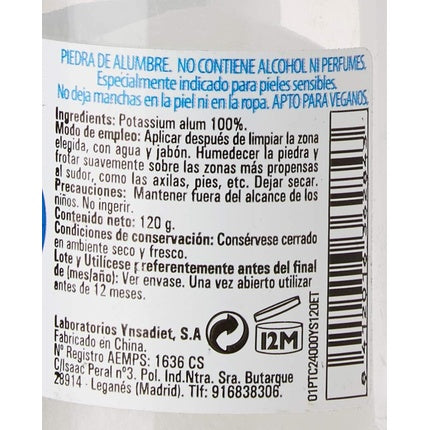 PIEDRA DE ALUMBRE. NO CONTIENE ALCOHOL NI PERFUMES.
Especialmente indicado para pieles sensibles.
No deja manchas en la piel ni en la ropa. APTO PARA VEGANOS.
Ingredients: Potassium alum 100%.
Modo de empleo: Aplicar después de limpiar la zona
elegida, con agua y jabón. Humedecer la piedra y
frotar suavemente sobre las zonas más propensas
al sudor, como las axilas, pies, etc. Dejar secar.
Precauciones: Mantener fuera del alcance de los
niños. No ingerir.
Contenido neto: 120 g.
Condiciones de conservación: Consérvese cerrado
en ambiente seco y fresco.
Lote y Utilícese preferentemente antes del final
de (mes/año): Ver envase. Una vez abierto utilizar
antes de 12 meses.
Laboratorios Ynsadiet, S.A
Fabricado en China.
Nº Registro AEMPS: 1636 CS
C/Isaac Peral nº3. Pol. Ind.Ntra. Sra. Butarque
28914 - Leganés (Madrid). Tlf: 916838306.
12M
01PTC24000YS120ET